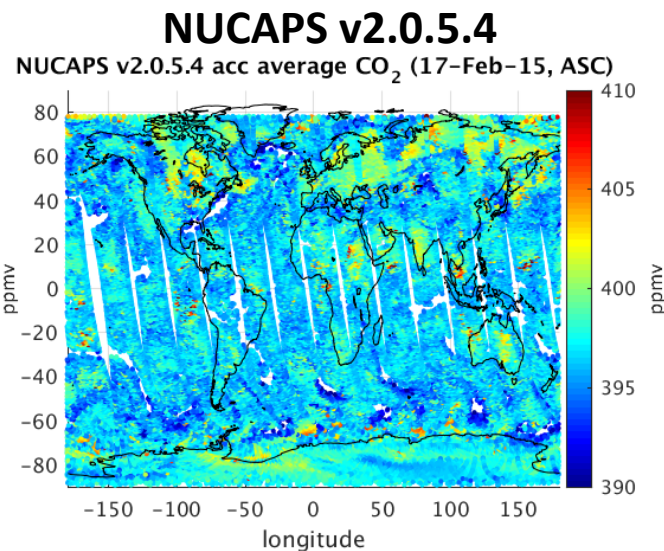 NUCAPS v2.0.5.4
NUCAPS v2.0.5.4 acc average CO2 (17-Feb-15, ASC)
80
60
40
20
0
-20
-40
-60
-80
ppmv
-150 -100 -50 0 50 100 150
longitude
410
405
400
395
390
ppmv